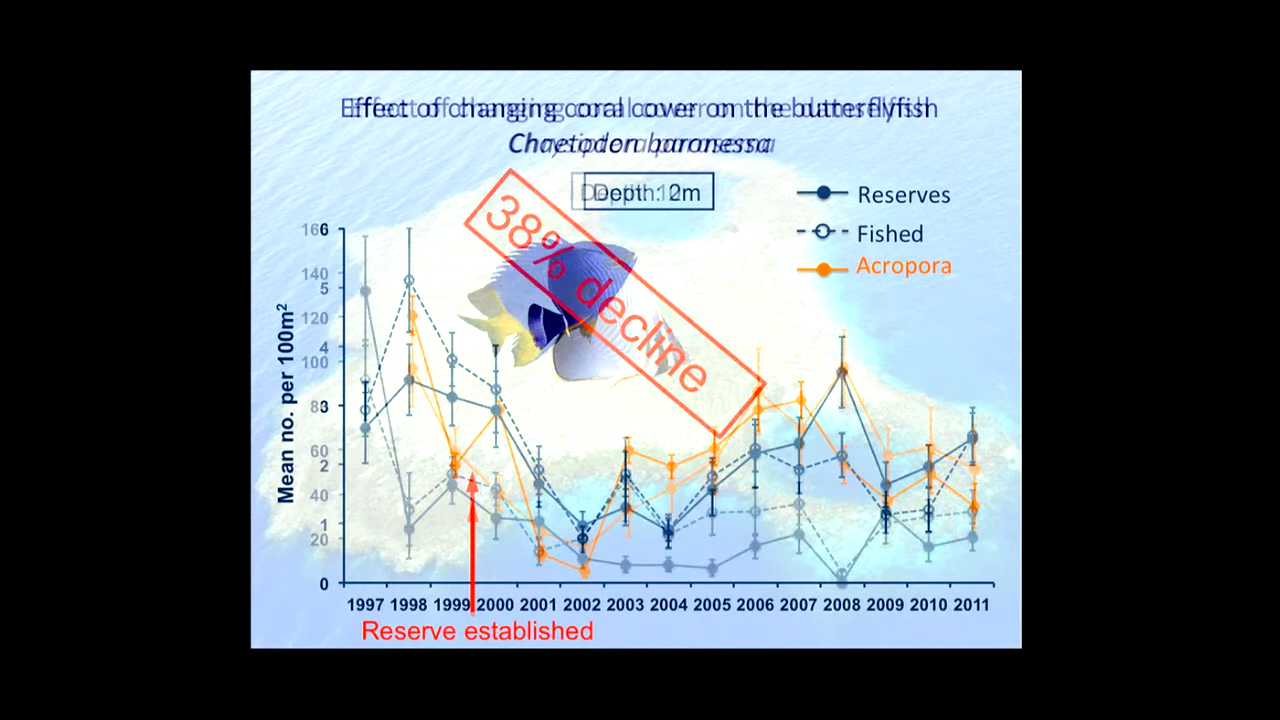 Effect of changing coral cover on the butterflyfish
Chaetodon baronessa
Depth: 2m
38% decline
Reserves
Fished
Acropora
Mean no. per 100m²
160 6
140
5
120
4
100
80 3
60
2
40
1
20
0
1997 1998 1999 2000 2001 2002 2003 2004 2005 2006 2007 2008 2009 2010 2011
Reserve established